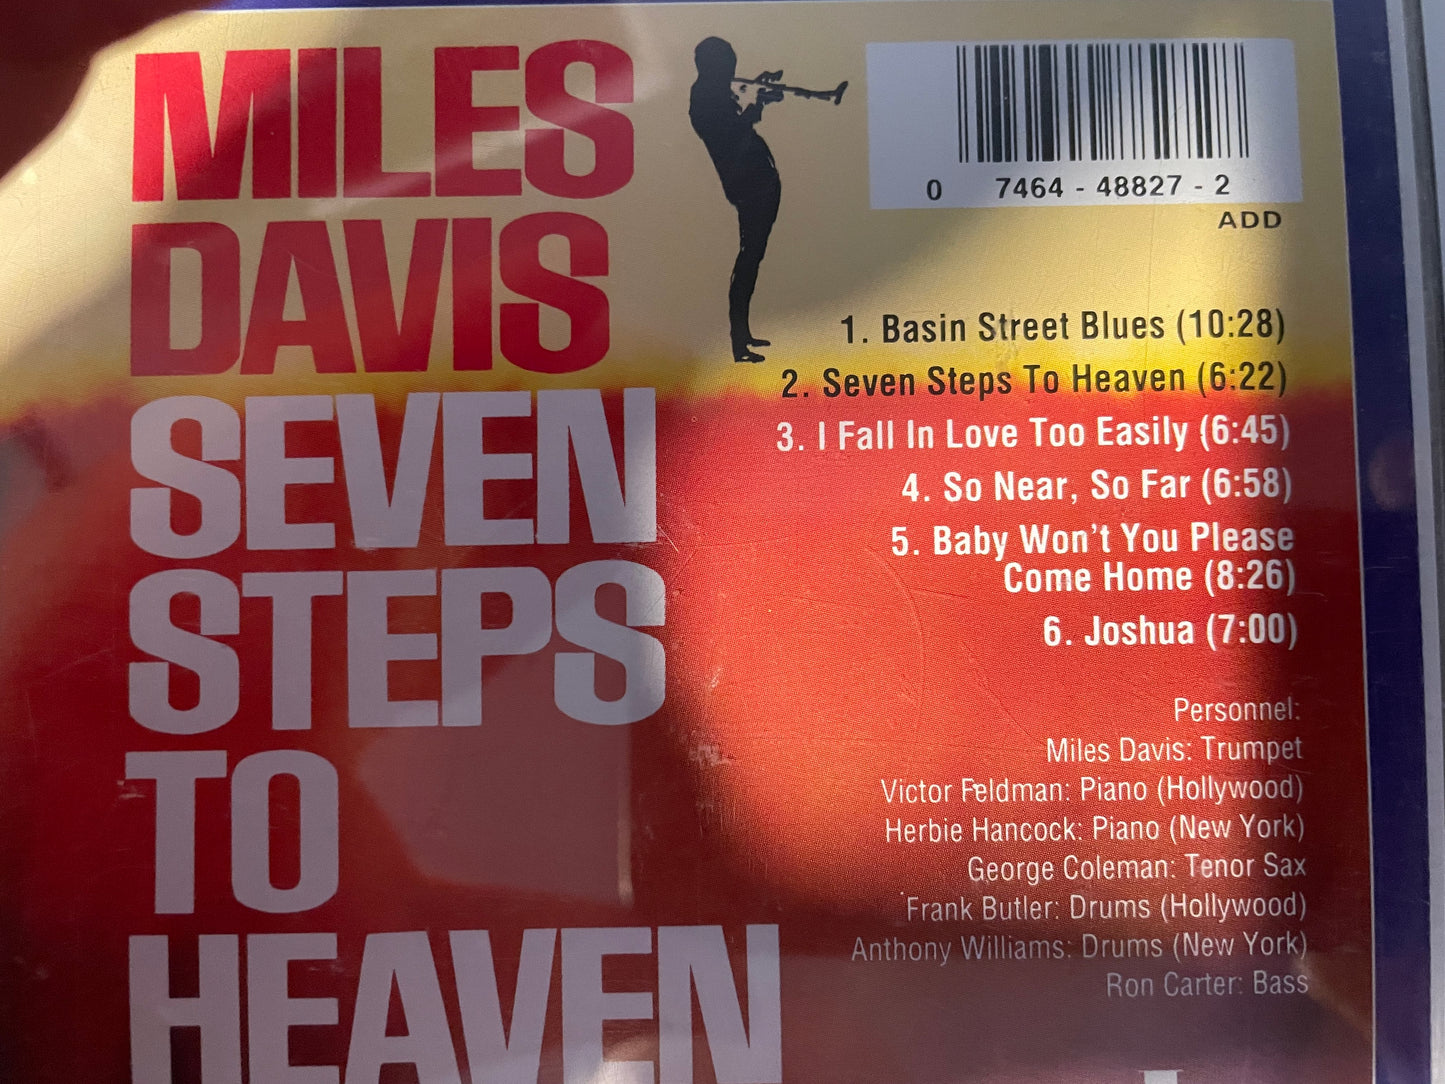 MILES
DAVIS
SEVEN
STEPS
TO
HEAVEN
0 7464 - 48827 - 2
ADD
1. Basin Street Blues (10:28)
2. Seven Steps To Heaven (6:22)
3. I Fall In Love Too Easily (6:45)
4. So Near, So Far (6:58)
5. Baby Won't You Please
Come Home (8:26)
6. Joshua (7:00)
Personnel:
Miles Davis: Trumpet
Victor Feldman: Piano (Hollywood)
Herbie Hancock: Piano (New York)
George Coleman: Tenor Sax
Frank Butler: Drums (Hollywood)
Anthony Williams: Drums (New York)
Ron Carter: Bass